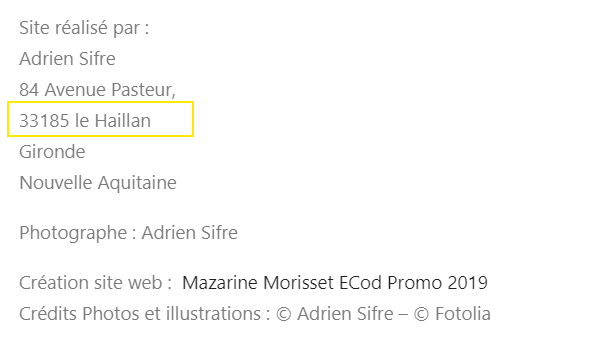 Site réalisé par :
Adrien Sifre
84 Avenue Pasteur,
33185 le Haillan
Gironde
Nouvelle Aquitaine
Photographe : Adrien Sifre
Création site web : Mazarine Morisset ECod Promo 2019
Crédits Photos et illustrations : © Adrien Sifre – © Fotolia